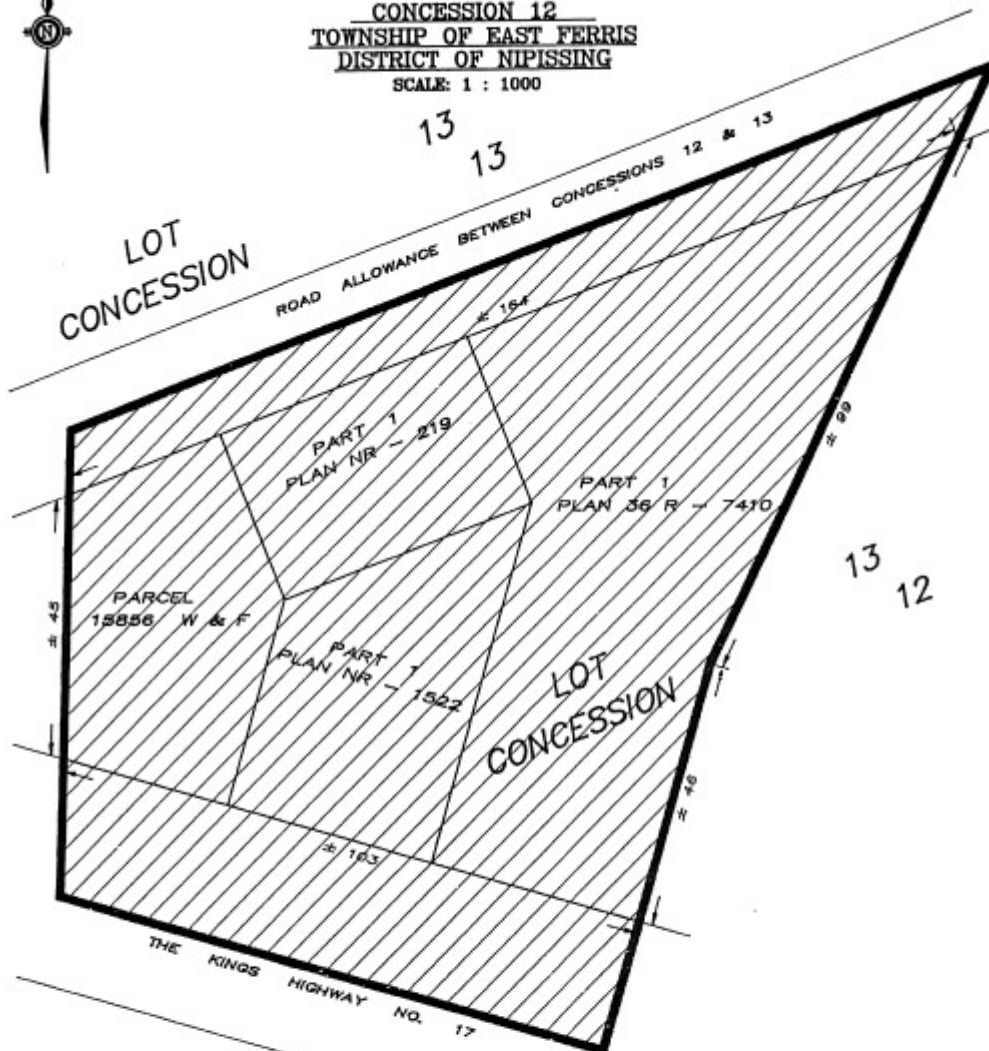 N
CONCESSION 12
TOWNSHIP OF EAST FERRIS
DISTRICT OF NIPISSING
SCALE: 1 : 1000
13
13
LOT
CONCESSION
ROAD ALLOWANCE BETWEEN CONCESSIONS 12 & 13
± 164
PART 1
PLAN NR - 219
PART 1
PLAN 36 R - 7410
± 99
13
12
PARCEL
15856 W & F
± 45
PART 1
PLAN NR - 1522
LOT
CONCESSION
± 46
± 103
THE KINGS HIGHWAY NO. 17